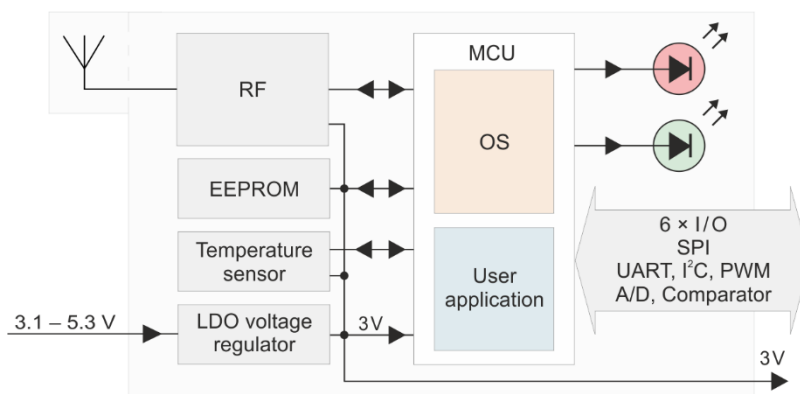 RF
MCU
OS
EEPROM
Temperature
sensor
User
application
6 × I/O
SPI
UART, I²C, PWM
A/D, Comparator
3.1 – 5.3 V
LDO voltage
regulator
3V
3V